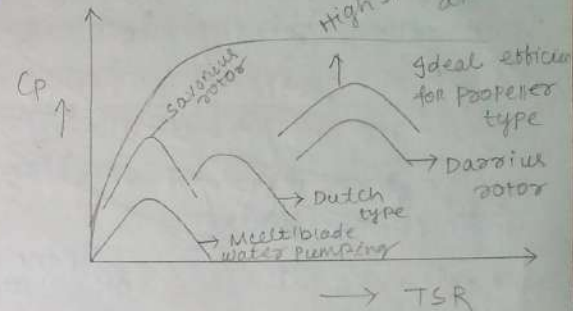 High
Cp
savonius
rotor
Ideal efficien
for propeller
type
Darrius
rotor
Dutch
type
Multiblade
water pumping
TSR